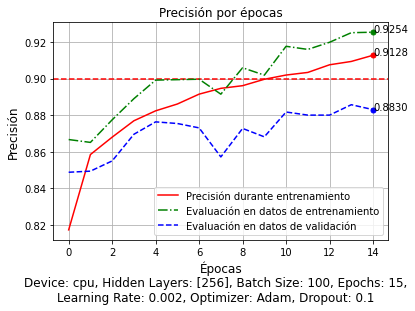 Precisión por épocas
Precisión
0.92
0.90
0.88
0.86
0.84
0.82
0.9254
0.9128
0.8830
Precisión durante entrenamiento
Evaluación en datos de entrenamiento
Evaluación en datos de validación
0 2 4 6 8 10 12 14
Épocas
Device: cpu, Hidden Layers: [256], Batch Size: 100, Epochs: 15,
Learning Rate: 0.002, Optimizer: Adam, Dropout: 0.1